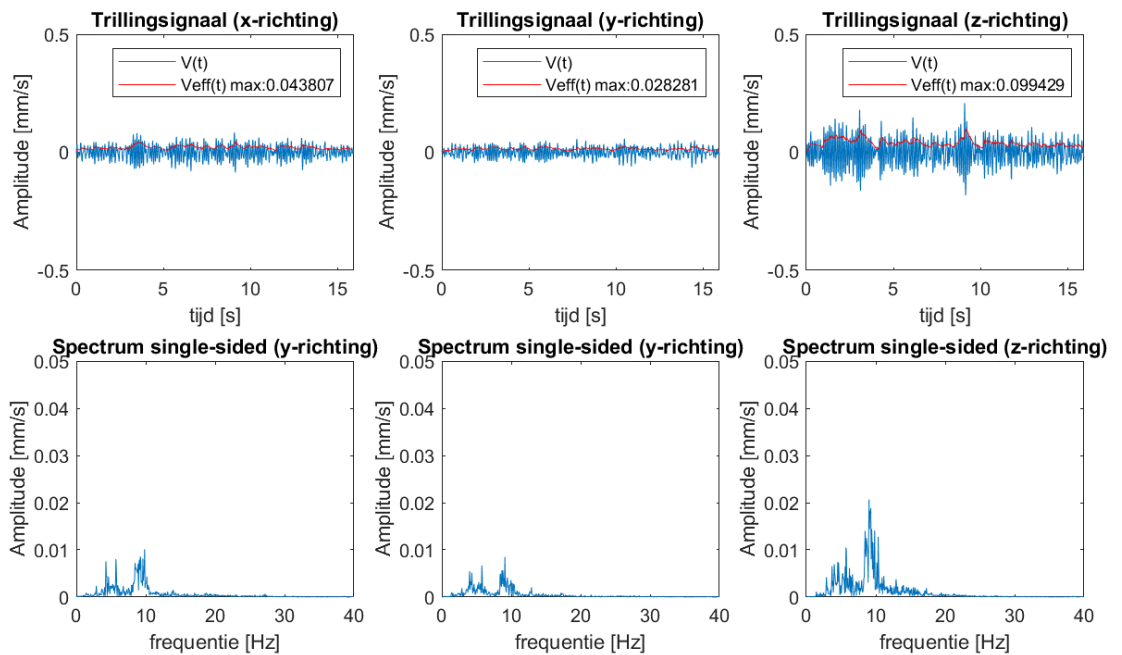 Trillingsignaal (x-richting)
Trillingsignaal (y-richting)
Trillingsignaal (z-richting)
0.5
V(t)
Veff(t) max:0.043807
0
-0.5
Amplitude [mm/s]
0 5 10 15
tijd [s]
0.5
V(t)
Veff(t) max:0.028281
0
-0.5
Amplitude [mm/s]
0 5 10 15
tijd [s]
0.5
V(t)
Veff(t) max:0.099429
0
-0.5
Amplitude [mm/s]
0 5 10 15
tijd [s]
Spectrum single-sided (y-richting)
Spectrum single-sided (y-richting)
Spectrum single-sided (z-richting)
0.05
0.04
0.03
0.02
0.01
0
Amplitude [mm/s]
0 10 20 30 40
frequentie [Hz]
0.05
0.04
0.03
0.02
0.01
0
Amplitude [mm/s]
0 10 20 30 40
frequentie [Hz]
0.05
0.04
0.03
0.02
0.01
0
Amplitude [mm/s]
0 10 20 30 40
frequentie [Hz]